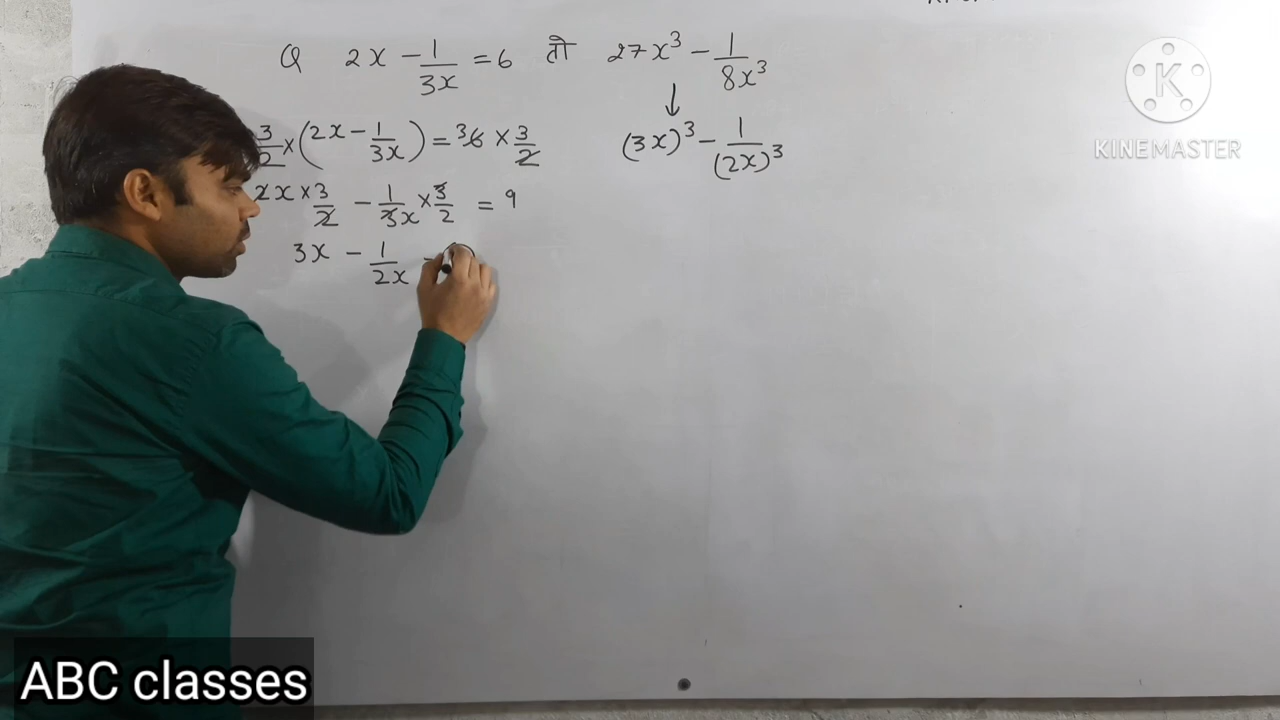 Q 2x - 1/3x = 6 तो 27x³ - 1/8x³
3/2 × (2x - 1/3x) = 36 × 3/2
(3x)³ - 1/(2x)³
2x × 3/2 - 1/3x × 3/2 = 9
3x - 1/2x
KINEMASTER
ABC classes